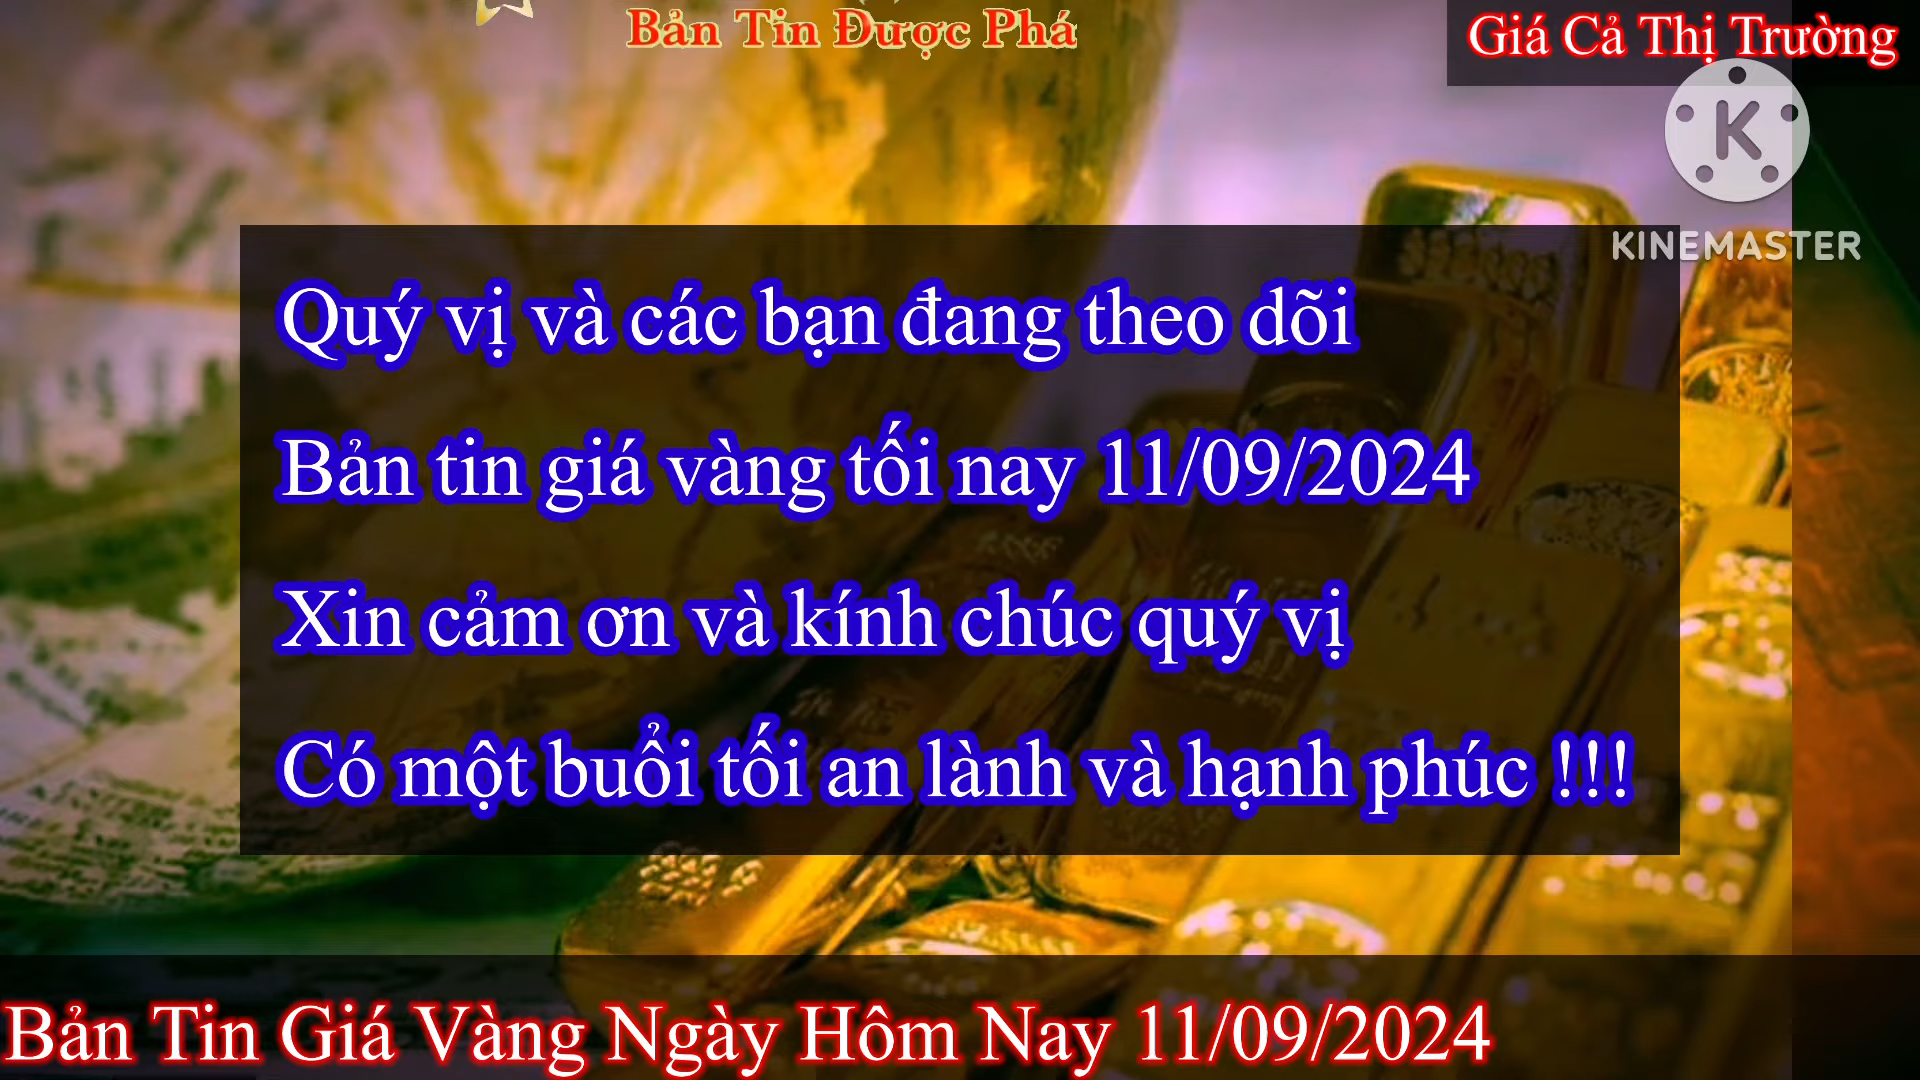 Bản Tin Được Phá
Giá Cả Thị Trường
K
KINEMASTER
Quý vị và các bạn đang theo dõi
Bản tin giá vàng tối nay 11/09/2024
Xin cảm ơn và kính chúc quý vị
Có một buổi tối an lành và hạnh phúc !!!
Bản Tin Giá Vàng Ngày Hôm Nay 11/09/2024